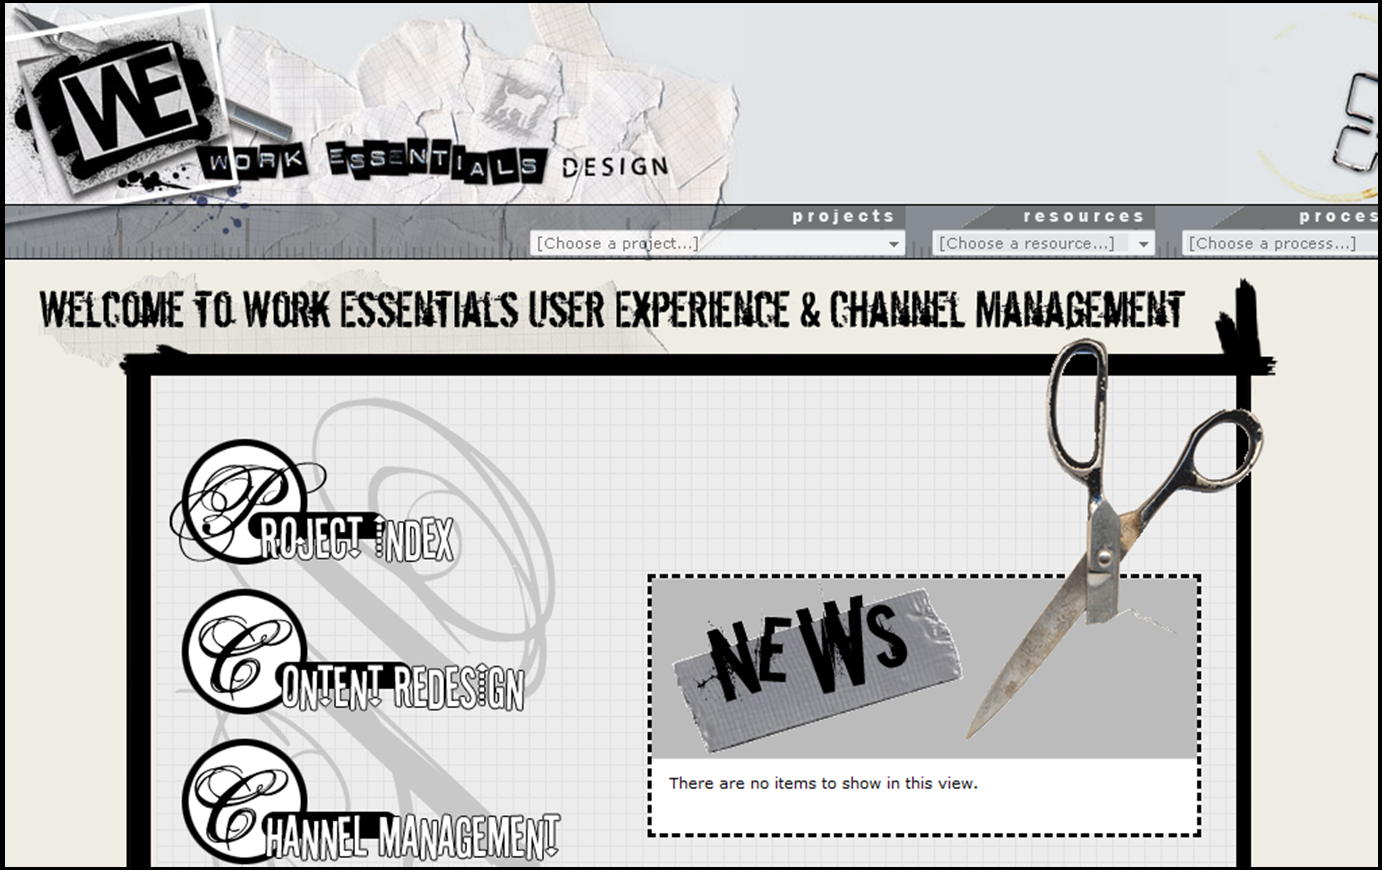 WE
WORK ESSENTIALS DESIGN
projects
resources
proces
[Choose a project...]
[Choose a resource...]
[Choose a process...]
WELCOME TO WORK ESSENTIALS USER EXPERIENCE & CHANNEL MANAGEMENT
PROJECT INDEX
CONTENT REDESIGN
CHANNEL MANAGEMENT
NEWS
There are no items to show in this view.